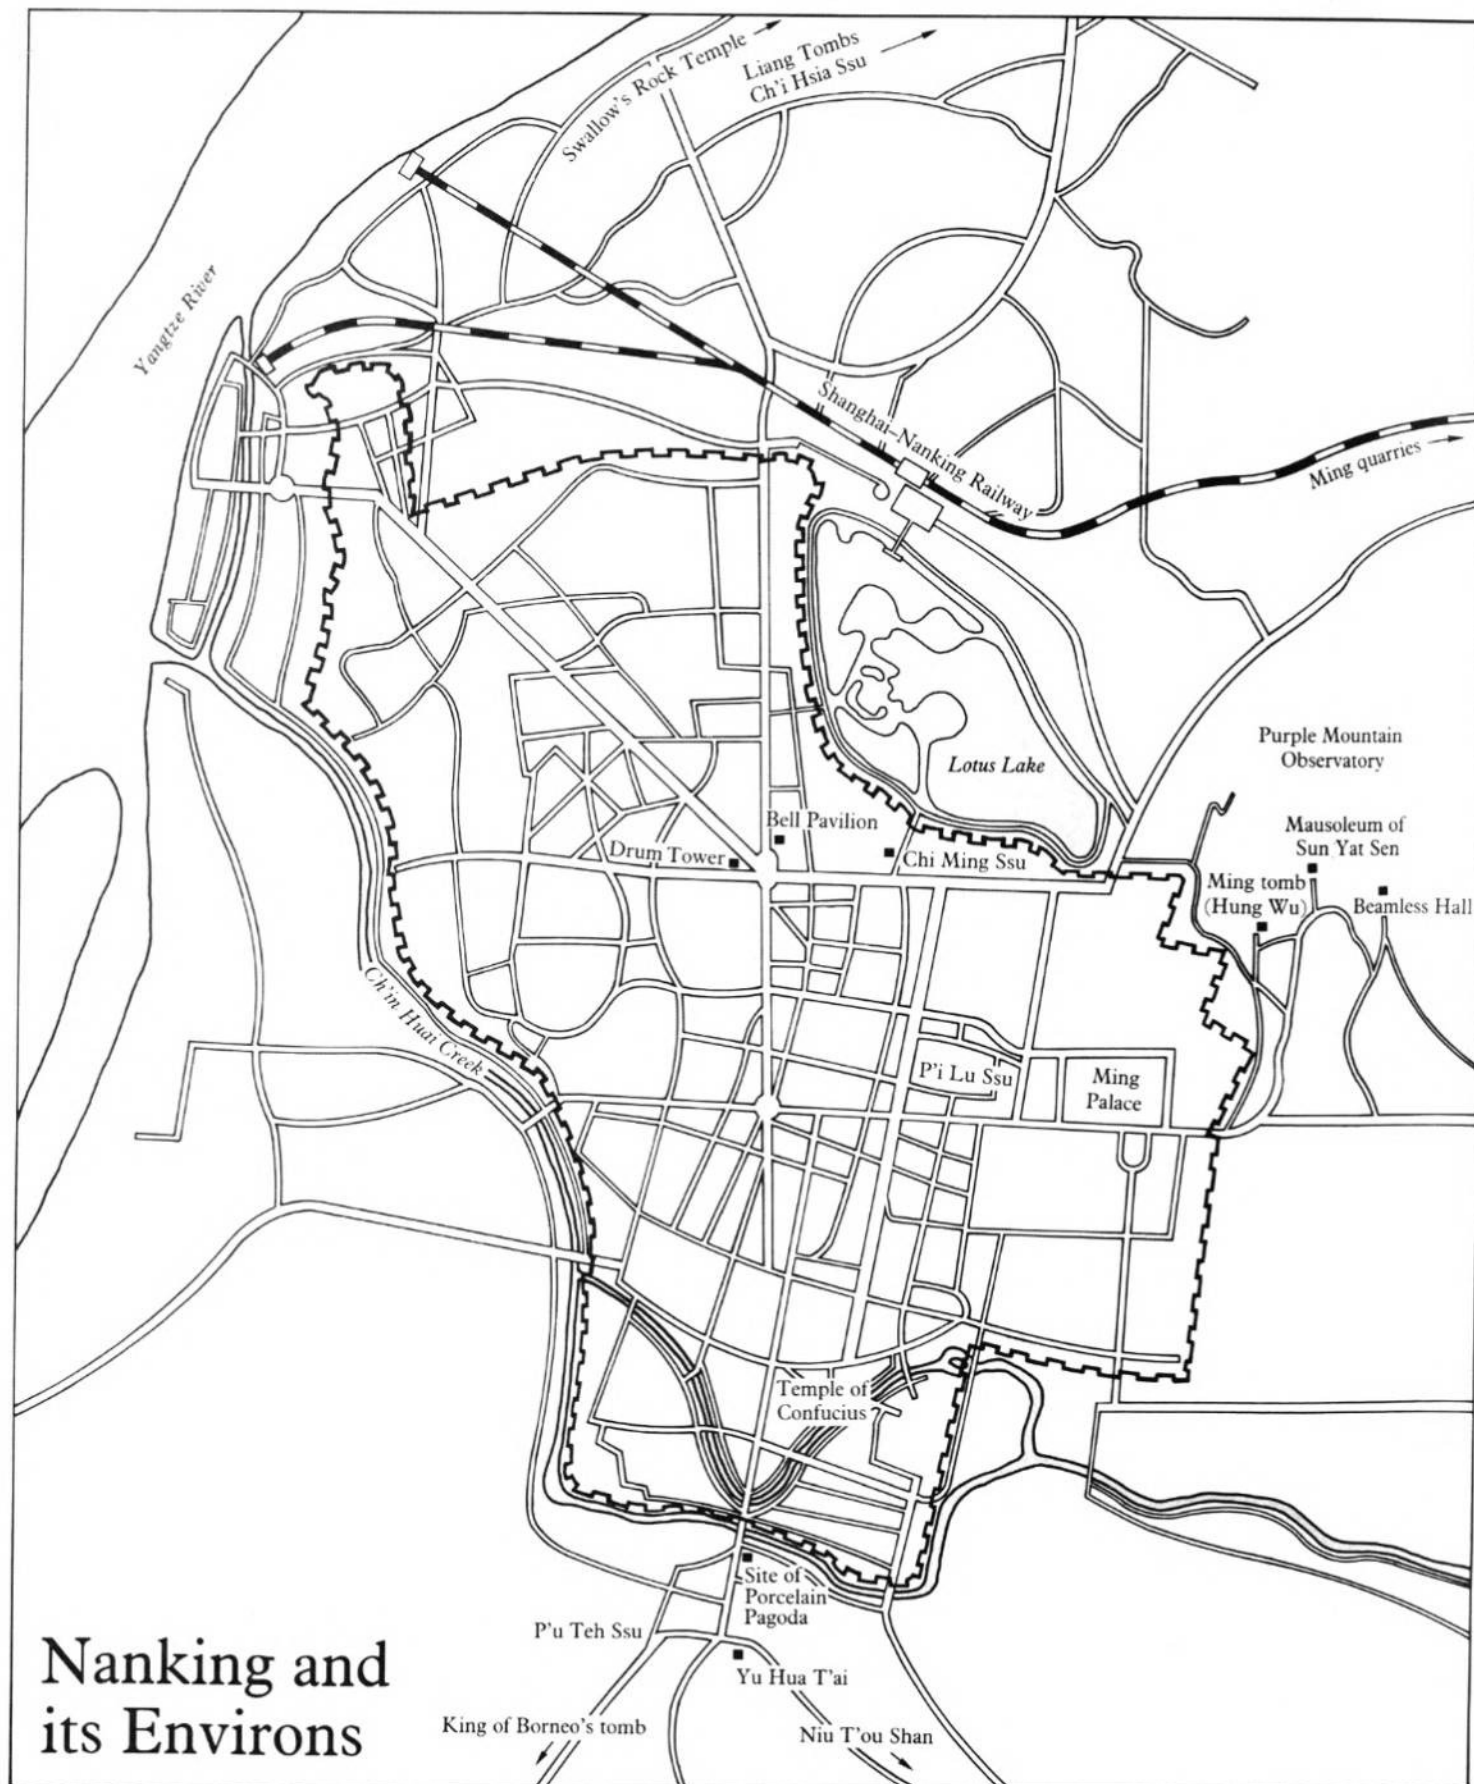 Swallow's Rock Temple
Liang Tombs
Ch'i Hsia Ssu
Yangtze River
Shanghai–Nanking Railway
Ming quarries
Lotus Lake
Purple Mountain
Observatory
Mausoleum of
Sun Yat Sen
Bell Pavilion
Drum Tower
Chi Ming Ssu
Ming tomb
(Hung Wu)
Beamless Hall
Ch'in Huai Creek
P'i Lu Ssu
Ming
Palace
Temple of
Confucius
Site of
Porcelain
Pagoda
P'u Teh Ssu
Yu Hua T'ai
King of Borneo's tomb
Niu T'ou Shan
Nanking and
its Environs